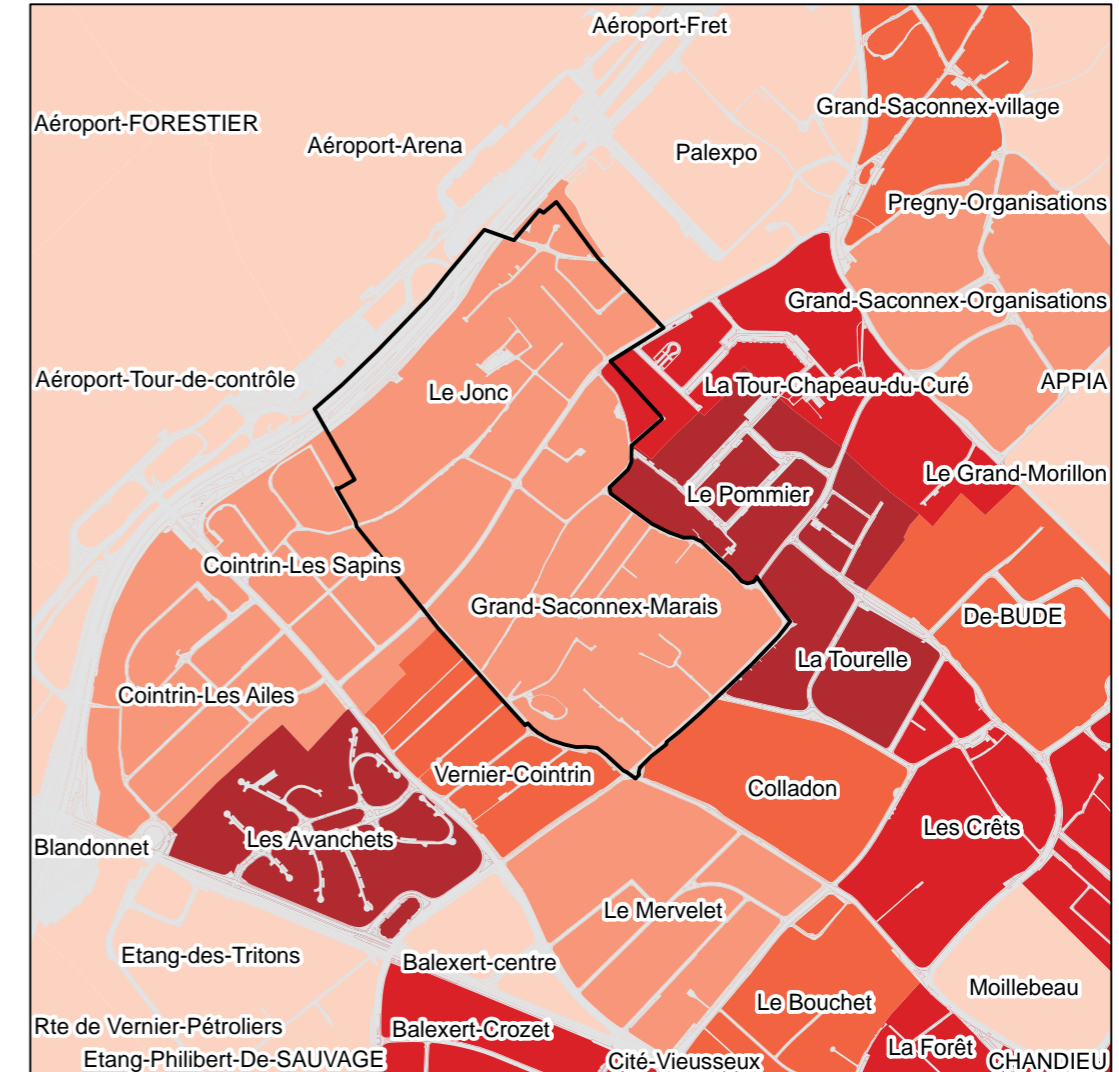 Aéroport-Fret
Grand-Saconnex-village
Aéroport-FORESTIER
Aéroport-Arena
Palexpo
Pregny-Organisations
Grand-Saconnex-Organisations
Aéroport-Tour-de-contrôle
Le Jonc
La Tour-Chapeau-du-Curé
APPIA
Le Grand-Morillon
Le Pommier
Cointrin-Les Sapins
Grand-Saconnex-Marais
De-BUDE
La Tourelle
Cointrin-Les Ailes
Vernier-Cointrin
Colladon
Les Crêts
Les Avanchets
Blandonnet
Le Mervelet
Etang-des-Tritons
Balexert-centre
Moillebeau
Le Bouchet
Rte de Vernier-Pétroliers
Balexert-Crozet
La Forêt
Etang-Philibert-De-SAUVAGE
Cité-Vieusseux
CHANDIEU